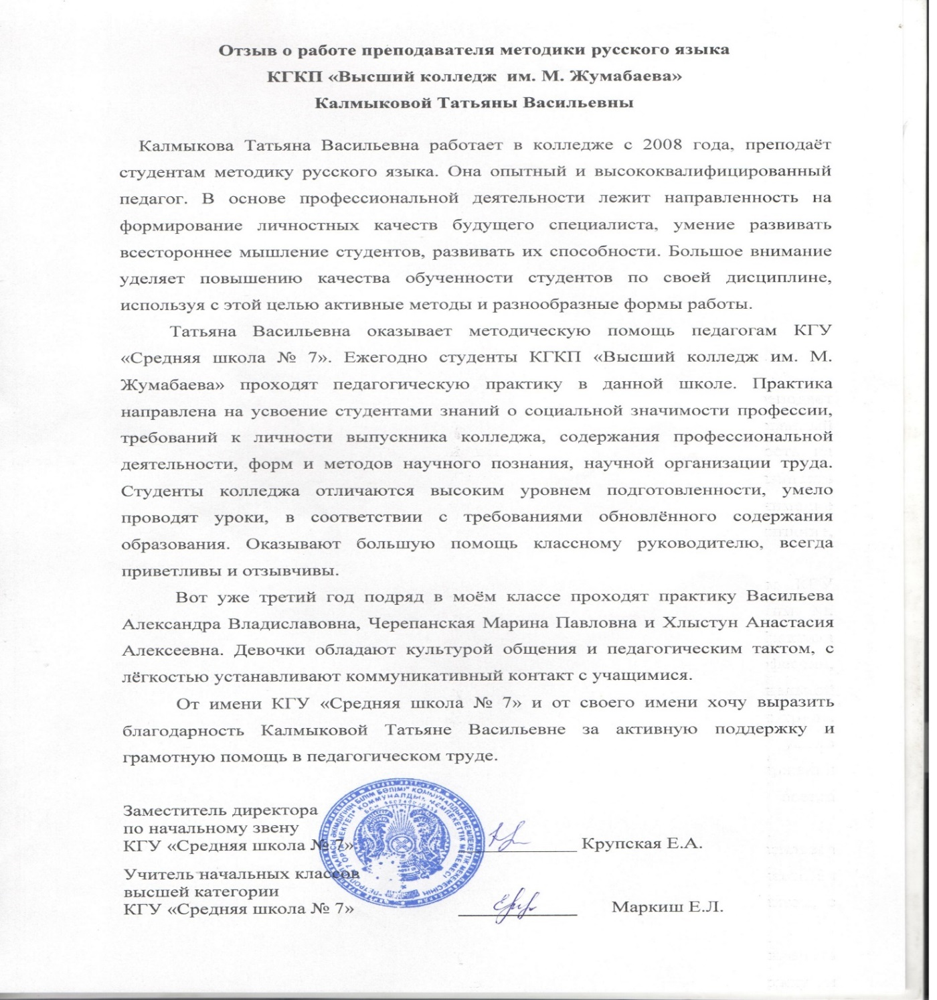 Отзыв о работе преподавателя методики русского языка
КГКП «Высший колледж им. М. Жумабаева»
Калмыковой Татьяны Васильевны
Калмыкова Татьяна Васильевна работает в колледже с 2008 года, преподаёт
студентам методику русского языка. Она опытный и высококвалифицированный
педагог. В основе профессиональной деятельности лежит направленность на
формирование личностных качеств будущего специалиста, умение развивать
всестороннее мышление студентов, развивать их способности. Большое внимание
уделяет повышению качества обученности студентов по своей дисциплине,
используя с этой целью активные методы и разнообразные формы работы.
Татьяна Васильевна оказывает методическую помощь педагогам КГУ
«Средняя школа № 7». Ежегодно студенты КГКП «Высший колледж им. М.
Жумабаева» проходят педагогическую практику в данной школе. Практика
направлена на усвоение студентами знаний о социальной значимости профессии,
требований к личности выпускника колледжа, содержания профессиональной
деятельности, форм и методов научного познания, научной организации труда.
Студенты колледжа отличаются высоким уровнем подготовленности, умело
проводят уроки, в соответствии с требованиями обновлённого содержания
образования. Оказывают большую помощь классному руководителю, всегда
приветливы и отзывчивы.
Вот уже третий год подряд в моём классе проходят практику Васильева
Александра Владиславовна, Черепанская Марина Павловна и Хлыстун Анастасия
Алексеевна. Девочки обладают культурой общения и педагогическим тактом, с
лёгкостью устанавливают коммуникативный контакт с учащимися.
От имени КГУ «Средняя школа № 7» и от своего имени хочу выразить
благодарность Калмыковой Татьяне Васильевне за активную поддержку и
грамотную помощь в педагогическом труде.
Заместитель директора
по начальному звену
КГУ «Средняя школа № 7» Крупская Е.А.
Учитель начальных классов
высшей категории
КГУ «Средняя школа № 7» Маркиш Е.Л.